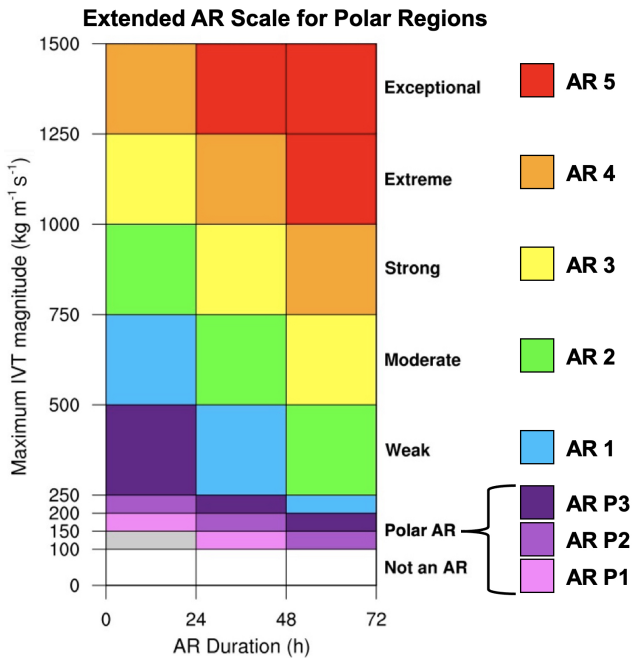 Extended AR Scale for Polar Regions
Maximum IVT magnitude (kg m⁻¹ s⁻¹)
1500
1250
1000
750
500
250
200
150
100
0
Exceptional
Extreme
Strong
Moderate
Weak
Polar AR
Not an AR
AR 5
AR 4
AR 3
AR 2
AR 1
AR P3
AR P2
AR P1
0 24 48 72
AR Duration (h)